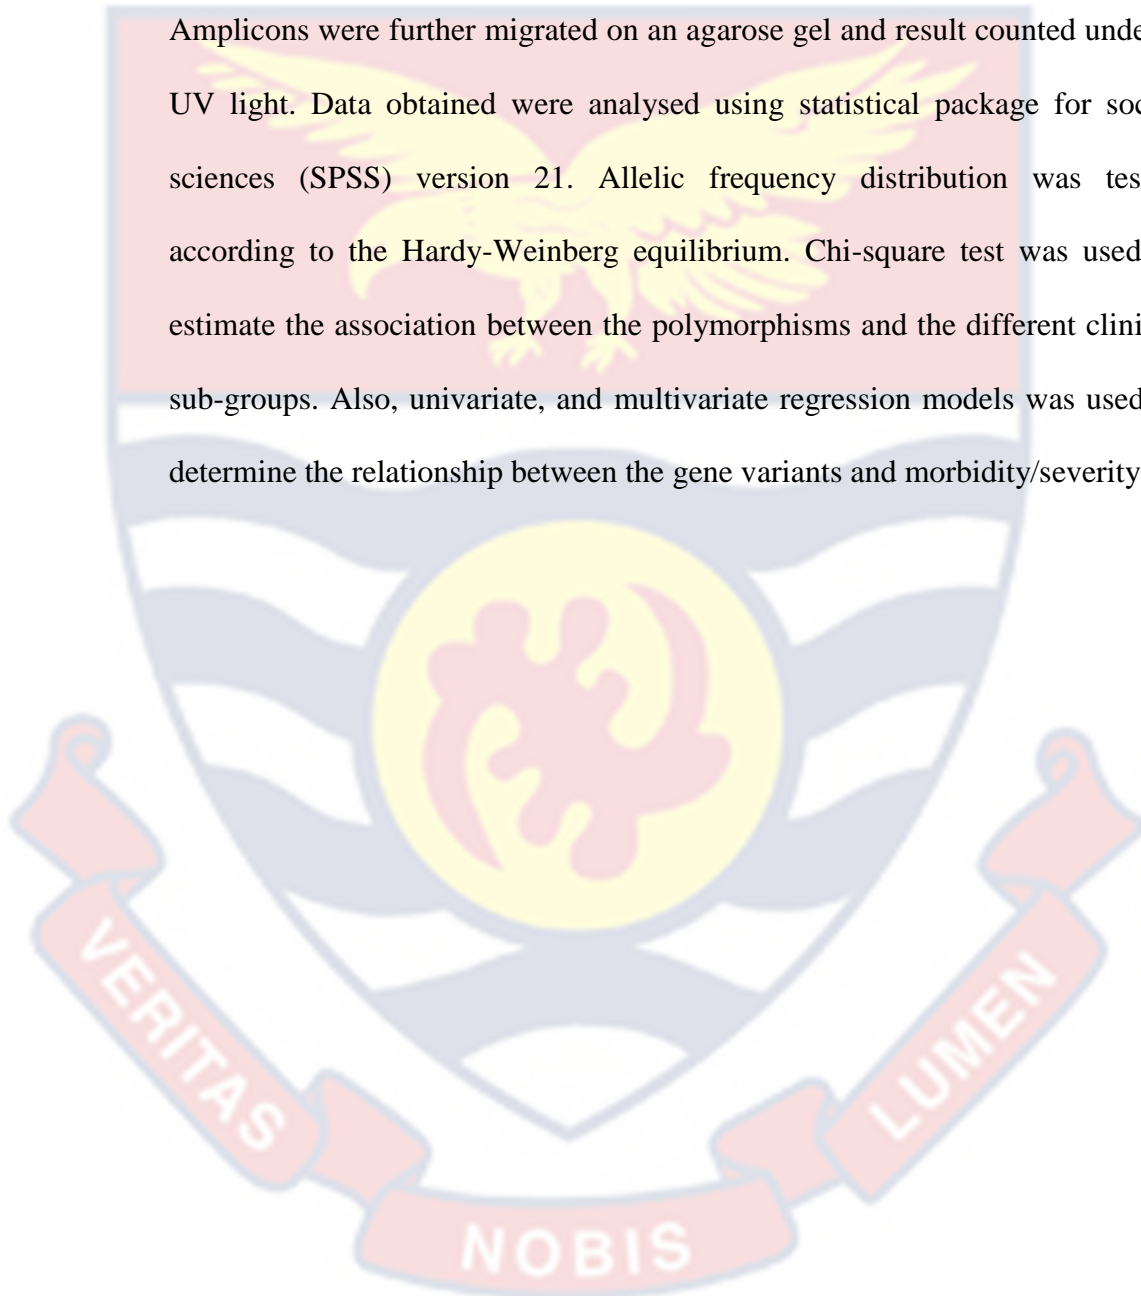 Amplicons were further migrated on an agarose gel and result counted unde
UV light. Data obtained were analysed using statistical package for soc
sciences (SPSS) version 21. Allelic frequency distribution was tes
according to the Hardy-Weinberg equilibrium. Chi-square test was used
estimate the association between the polymorphisms and the different clini
sub-groups. Also, univariate, and multivariate regression models was used
determine the relationship between the gene variants and morbidity/severity
VERITAS
NOBIS
LUMEN